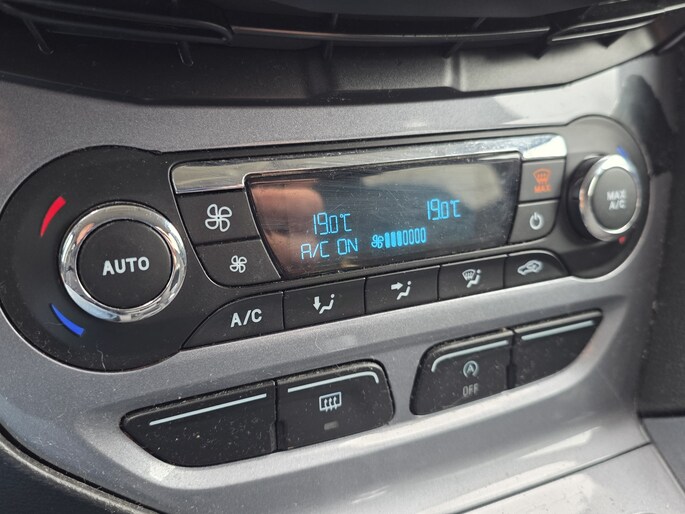 MAX
19.0°C 19.0°C
A/C ON
AUTO
MAX
A/C
A/C
OFF